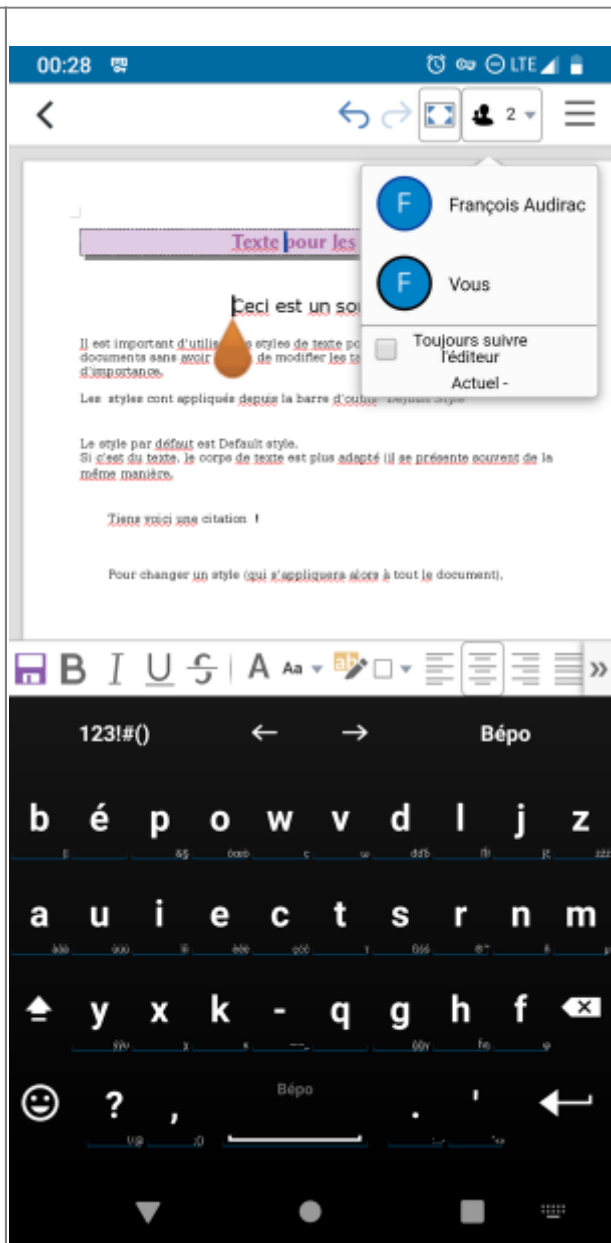 00:28 LTE
2
François Audirac
Vous
Toujours suivre
l'éditeur
Actuel -
Texte pour les
Ceci est un sou
Il est important d'utilis styles de texte po
documents sans avoir de modifier les ta
d'importance.
Les styles cont appliqués depuis la barre d'outils "Default Style"
Le style par défaut est Default style.
Si c'est du texte, le corps de texte est plus adapté (il se présente souvent de la
même manière.
Tiens voici une citation !
Pour changer un style (qui s'appliquera alors à tout le document),
B I U S A Aa ab
123!#() ← → Bépo
b é p o w v d l j z
a u i e c t s r n m
y x k - q g h f
? , Bépo . '